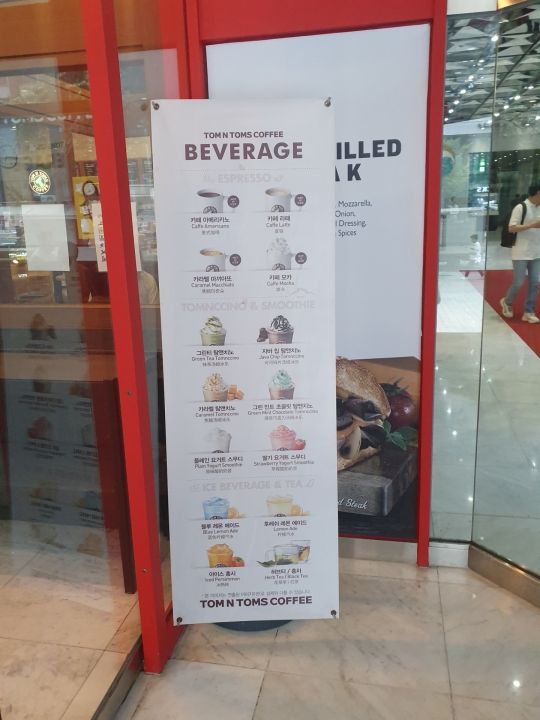 TOM N TOMS COFFEE
BEVERAGE
ESPRESSO
카페 아메리카노
Caffe Americano
카페 라떼
Caffe Latte
카라멜 마끼아또
Caramel Macchiato
카페 모카
Caffe Mocha
TOMNCCINO & SMOOTHIE
그린티 탐앤치노
Green Tea Tomnccino
자바 칩 탐앤치노
Java Chip Tomnccino
카라멜 탐앤치노
Caramel Tomnccino
그린 민트 초콜릿 탐앤치노
Green Mint Chocolate Tomnccino
플레인 요거트 스무디
Plain Yogurt Smoothie
딸기 요거트 스무디
Strawberry Yogurt Smoothie
ICE BEVERAGE & TEA
블루 레몬 에이드
Blue Lemon Ade
후레쉬 레몬 에이드
Lemon Ade
아이스 홍시
Iced Persimmon
허브티 / 홍차
Herb Tea / Black Tea
TOM N TOMS COFFEE
ILLED
K
Mozzarella,
Onion,
Dressing,
Spices
Steak